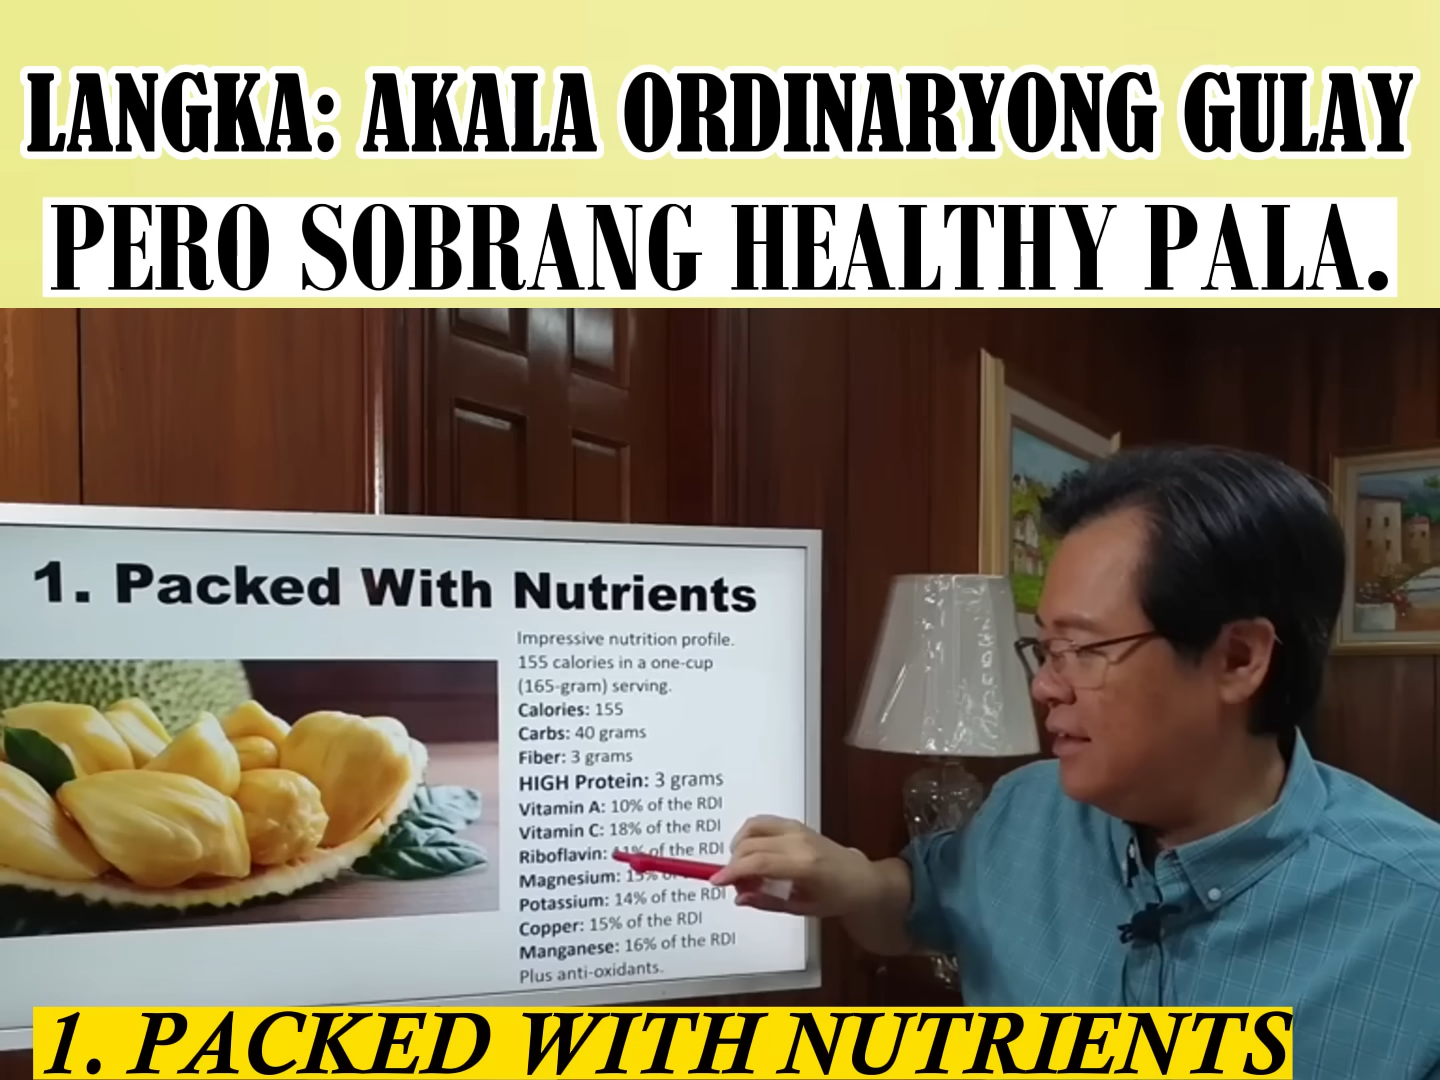 LANGKA: AKALA ORDINARYONG GULAY
PERO SOBRANG HEALTHY PALA.
1. Packed With Nutrients
Impressive nutrition profile.
155 calories in a one-cup
(165-gram) serving.
Calories: 155
Carbs: 40 grams
Fiber: 3 grams
HIGH Protein: 3 grams
Vitamin A: 10% of the RDI
Vitamin C: 18% of the RDI
Riboflavin: 11% of the RDI
Magnesium: 15% of
Potassium: 14% of the RDI
Copper: 15% of the RDI
Manganese: 16% of the RDI
Plus anti-oxidants.
1. PACKED WITH NUTRIENTS